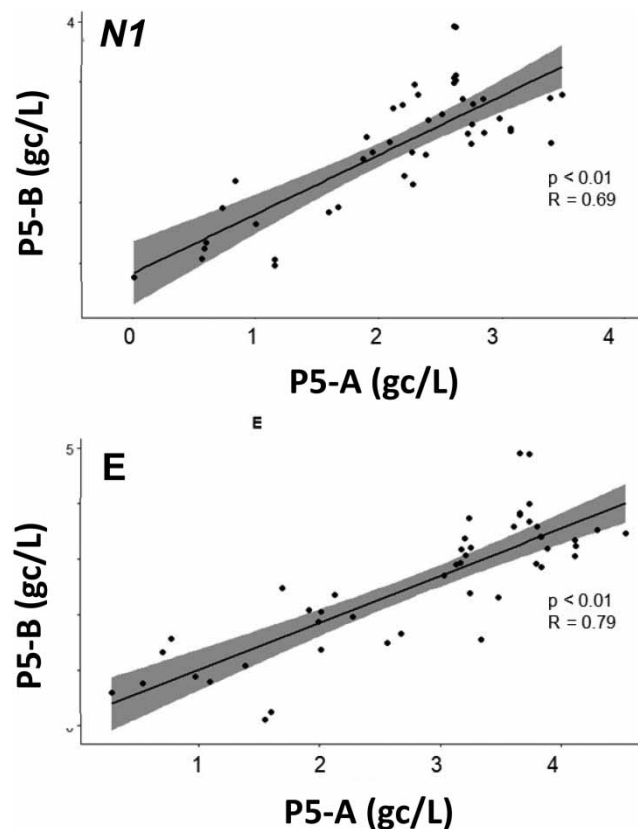 N1
4
P5-B (gc/L)
p < 0.01
R = 0.69
0 1 2 3 4
P5-A (gc/L)
E
5
E
P5-B (gc/L)
p < 0.01
R = 0.79
1 2 3 4
P5-A (gc/L)